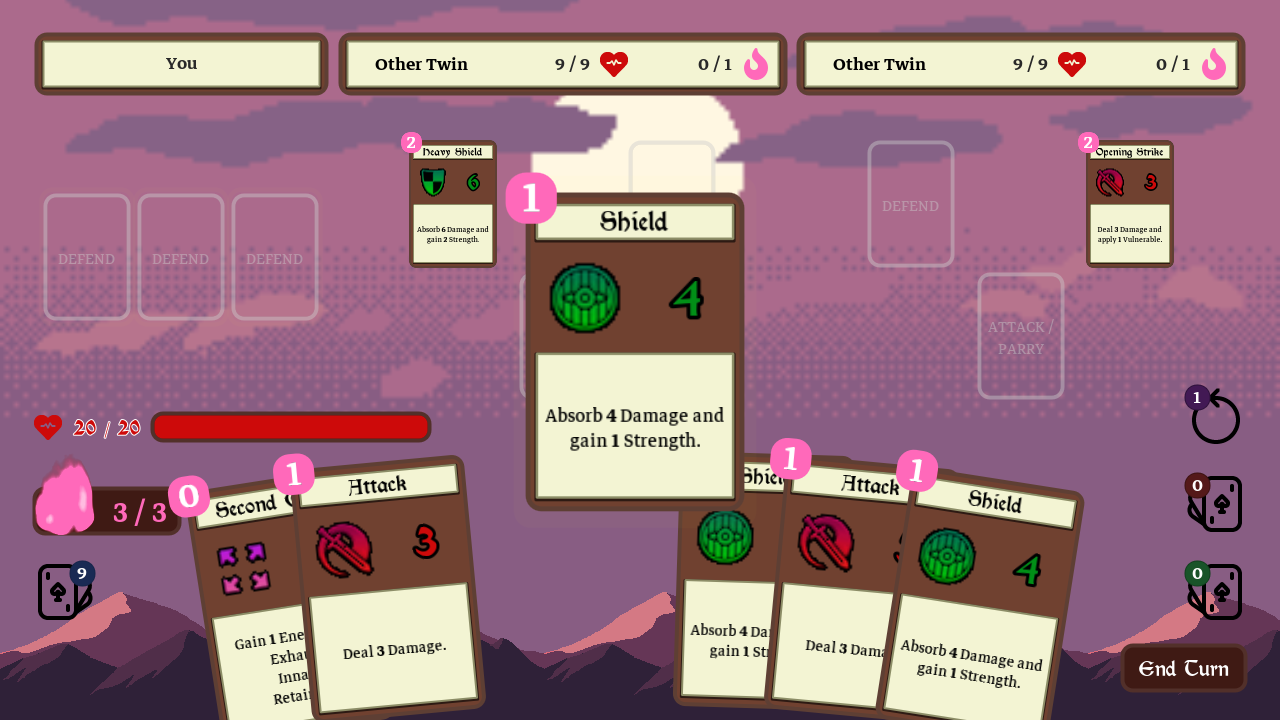 You
Other Twin 9 / 9 0 / 1
Other Twin 9 / 9 0 / 1
2
Heavy Shield
6
Absorb 6 Damage and
gain 2 Strength.
2
Opening Strike
3
Deal 3 Damage and
apply 1 Vulnerable.
DEFEND
DEFEND
DEFEND
DEFEND
ATTACK /
PARRY
1
Shield
4
Absorb 4 Damage and
gain 1 Strength.
20 / 20
3 / 3
9
0
Second
Gain 1
1
Attack
3
Deal 3 Damage.
Absorb 4
gain 1
1
Attack
Deal 3
1
Shield
4
Absorb 4 Damage and
gain 1 Strength.
1
0
0
End Turn